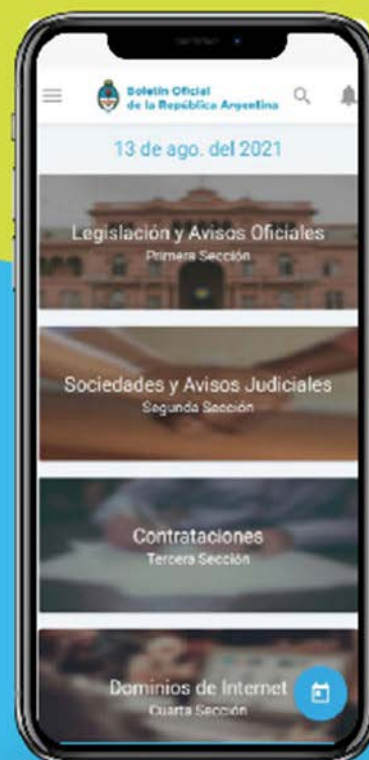 Boletín Oficial
de la República Argentina
13 de ago. del 2021
Legislación y Avisos Oficiales
Primera Sección
Sociedades y Avisos Judiciales
Segunda Sección
Contrataciones
Tercera Sección
Dominios de Internet
Cuarta Sección